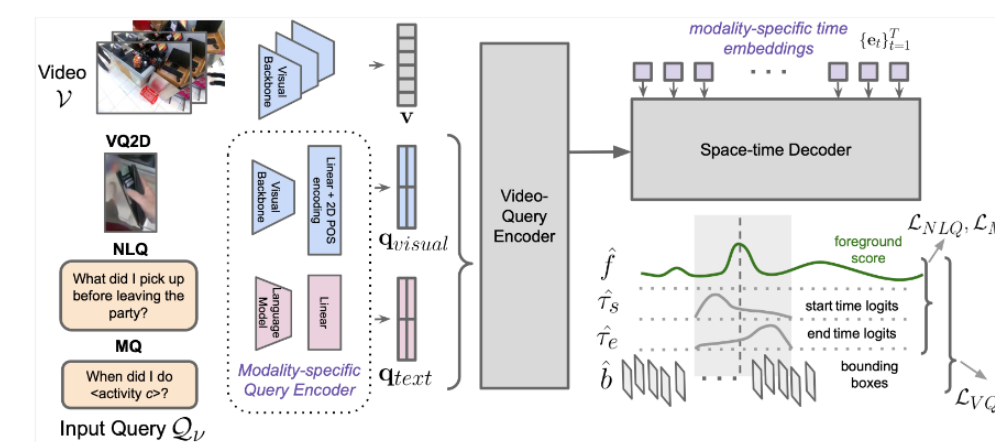 Video
𝒱
VQ2D
NLQ
What did I pick up
before leaving the
party?
MQ
When did I do
<activity c>?
Input Query 𝒬_𝒱
Visual
Backbone
v
Visual
Backbone
Linear + 2D POS
encoding
q_visual
Language
Model
Linear
q_text
Modality-specific
Query Encoder
Video-
Query
Encoder
modality-specific time
embeddings
{e_t}_{t=1}^T
. . .
Space-time Decoder
f̂
foreground
score
τ̂_s
start time logits
τ̂_e
end time logits
b̂
. . .
bounding
boxes
ℒ_NLQ, ℒ_M
ℒ_VQ